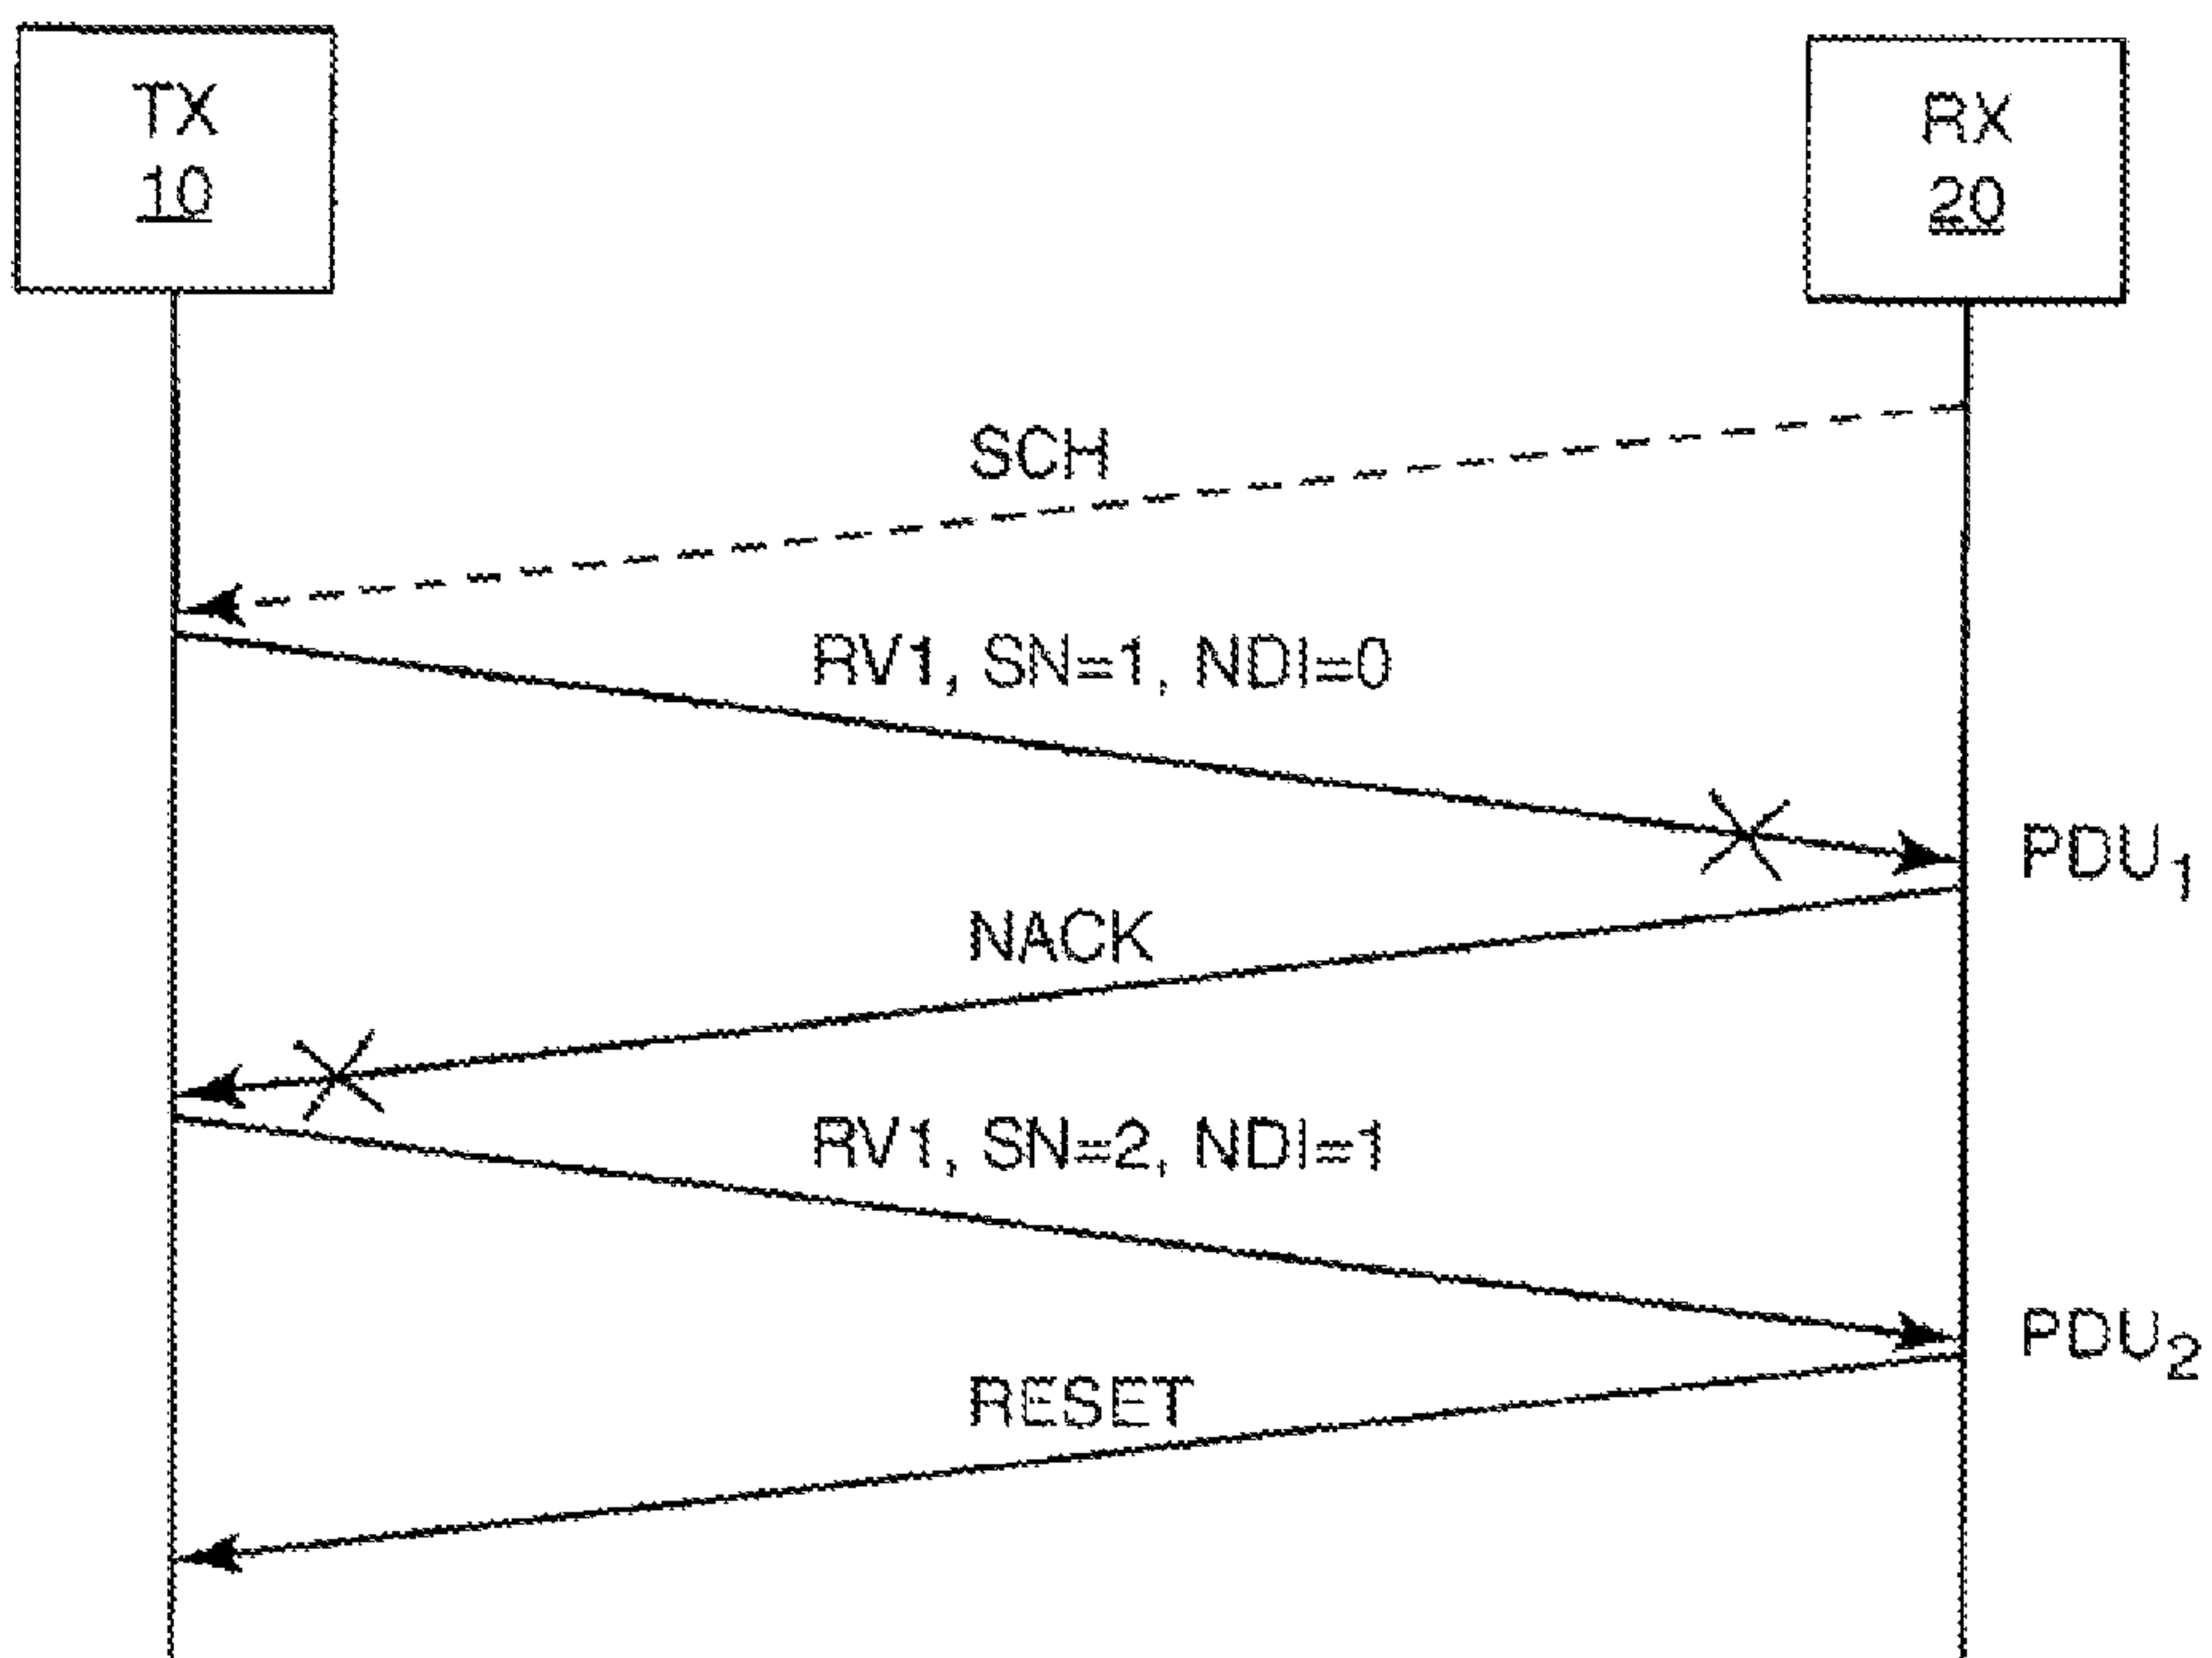 TX
10
RX
20
SCH
RV1, SN=1, NDI=0
PDU₁
NACK
RV1, SN=2, NDI=1
PDU₂
RESET